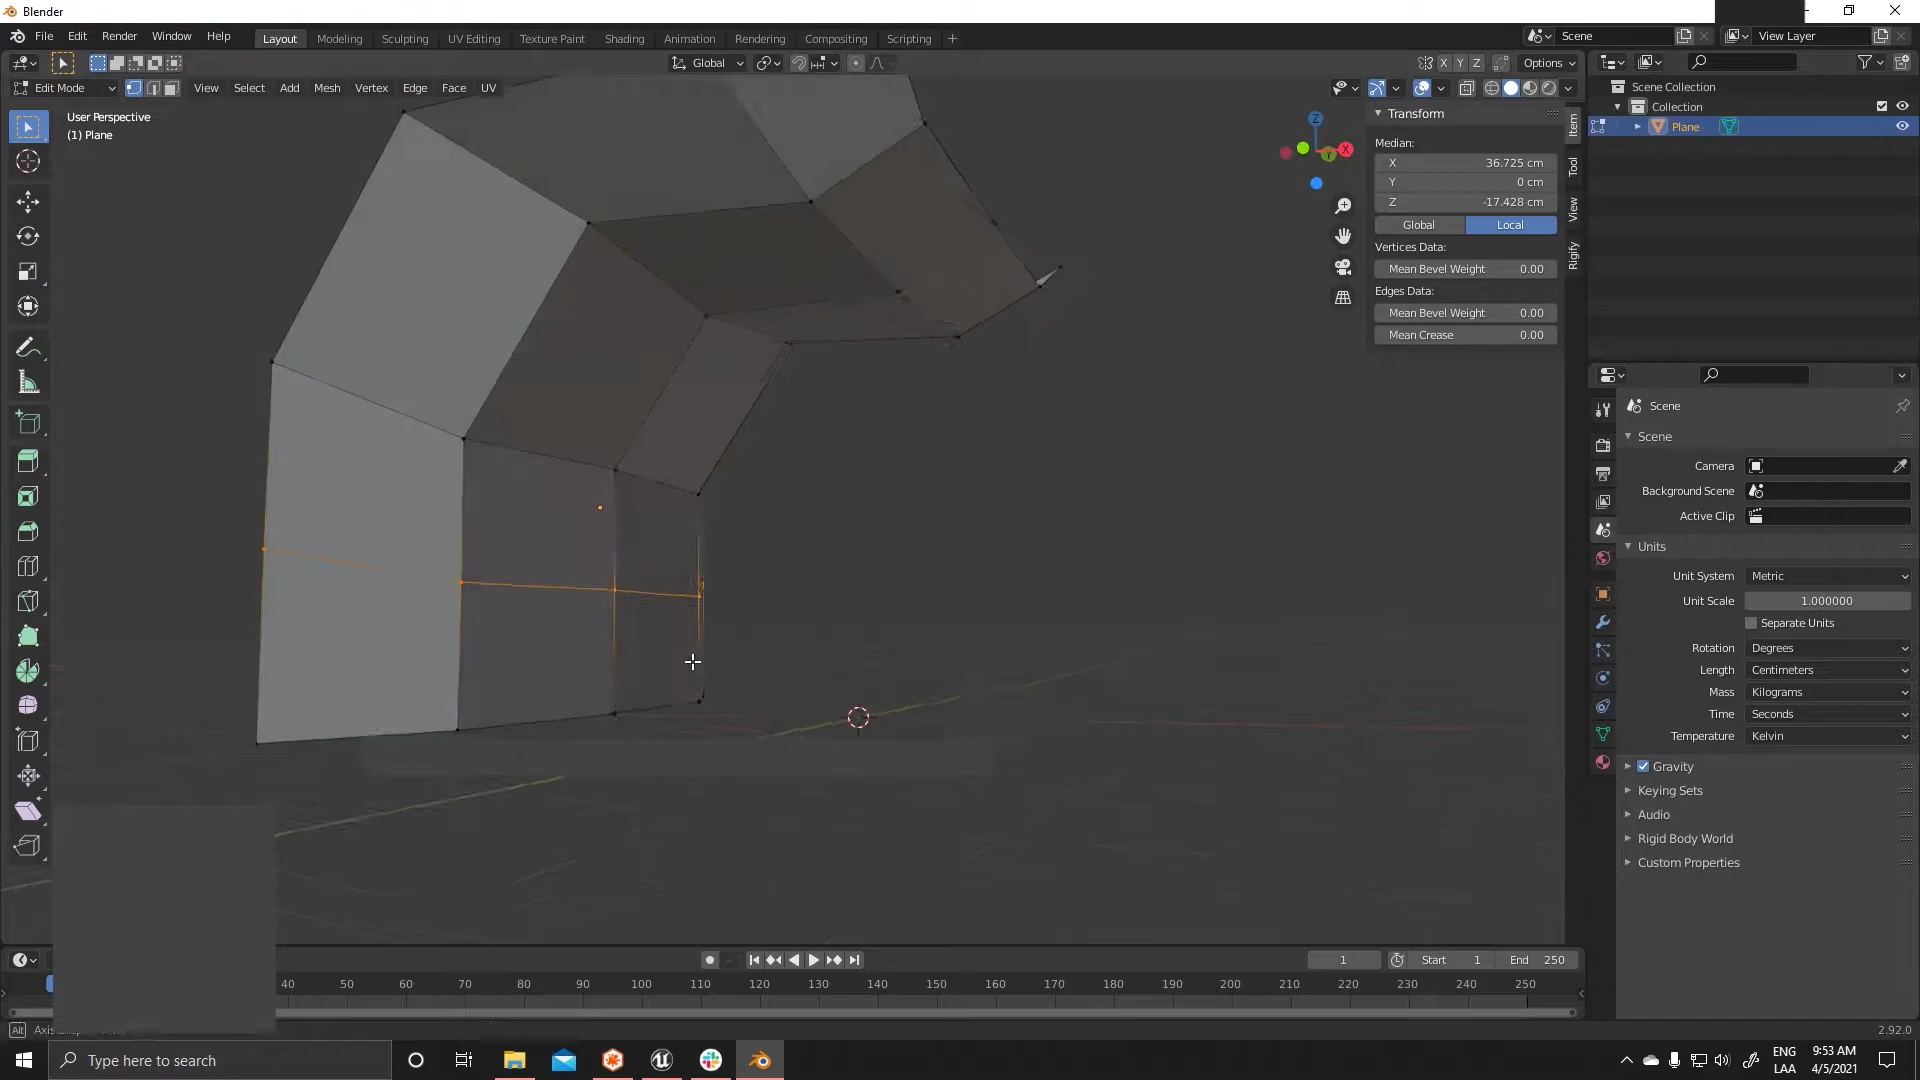 Blender
File Edit Render Window Help
Layout Modeling Sculpting UV Editing Texture Paint Shading Animation Rendering Compositing Scripting
Scene
View Layer
Global
X Y Z
Options
Edit Mode View Select Add Mesh Vertex Edge Face UV
User Perspective
(1) Plane
Z
X
Y
Transform
Median:
X 36.725 cm
Y 0 cm
Z -17.428 cm
Global Local
Vertices Data:
Mean Bevel Weight 0.00
Edges Data:
Mean Bevel Weight 0.00
Mean Crease 0.00
Item
Tool
View
Rigify
Scene Collection
Collection
Plane
Scene
Scene
Camera
Background Scene
Active Clip
Units
Unit System Metric
Unit Scale 1.000000
Separate Units
Rotation Degrees
Length Centimeters
Mass Kilograms
Time Seconds
Temperature Kelvin
Gravity
Keying Sets
Audio
Rigid Body World
Custom Properties
1 Start 1 End 250
40 50 60 70 80 90 100 110 120 130 140 150 160 170 180 190 200 210 220 230 240 250
Alt
2.92.0
Type here to search
ENG
LAA
9:53 AM
4/5/2021